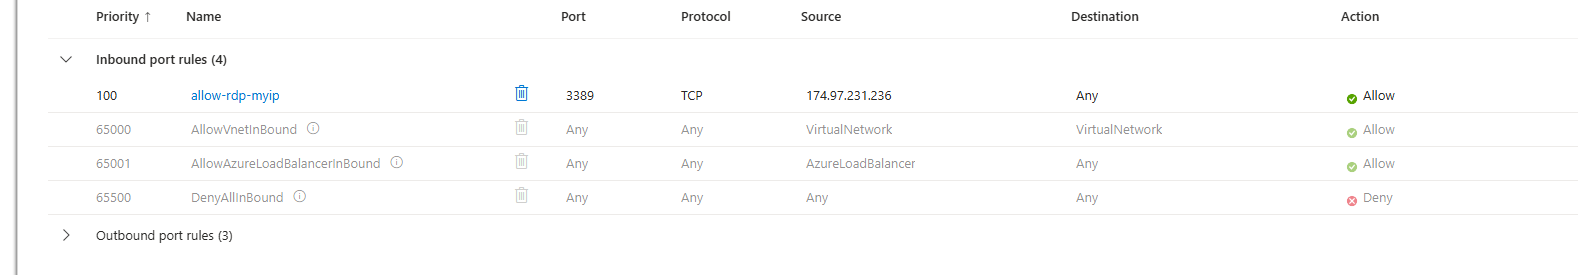 Priority ↑ Name Port Protocol Source Destination Action
Inbound port rules (4)
100 allow-rdp-myip 3389 TCP 174.97.231.236 Any Allow
65000 AllowVnetInBound Any Any VirtualNetwork VirtualNetwork Allow
65001 AllowAzureLoadBalancerInBound Any Any AzureLoadBalancer Any Allow
65500 DenyAllInBound Any Any Any Any Deny
Outbound port rules (3)